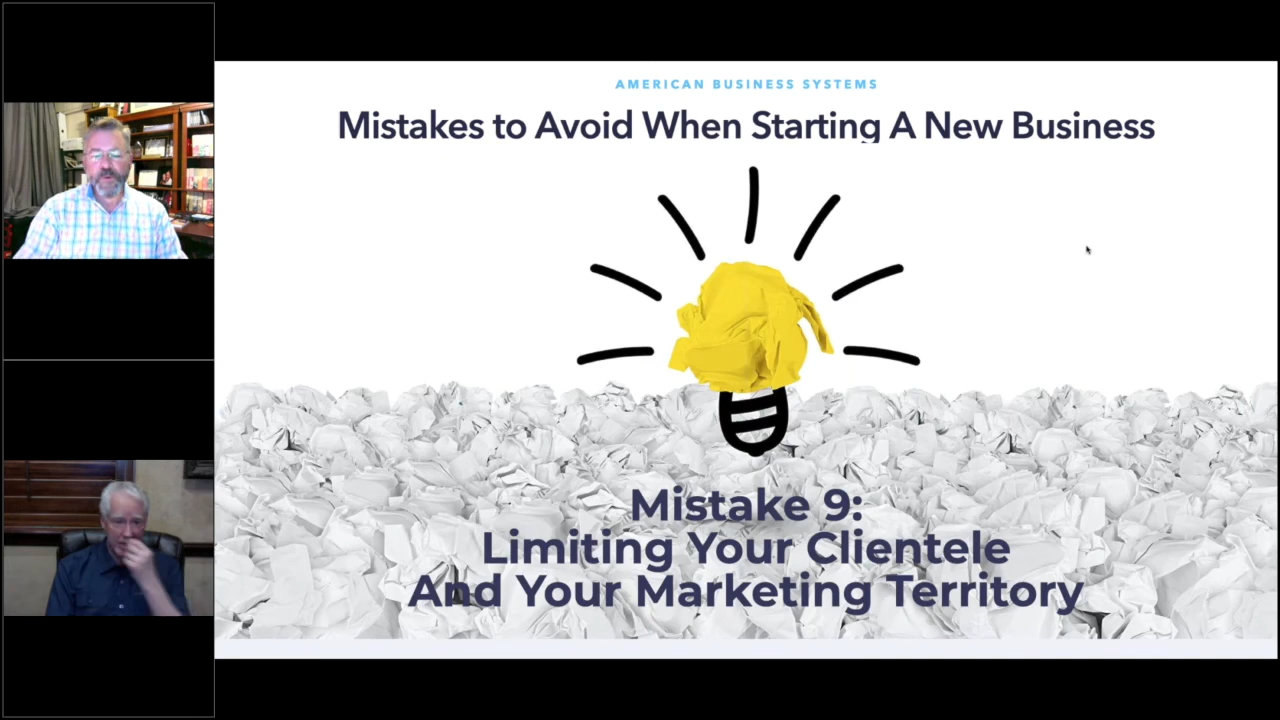 AMERICAN BUSINESS SYSTEMS
Mistakes to Avoid When Starting A New Business
Mistake 9:
Limiting Your Clientele
And Your Marketing Territory